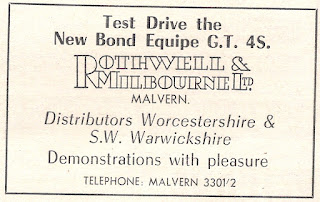 Test Drive the
New Bond Equipe G.T. 4S.
ROTHWELL &
MILBOURNE LTD.
MALVERN.
Distributors Worcestershire &
S.W. Warwickshire
Demonstrations with pleasure
TELEPHONE: MALVERN 3301/2